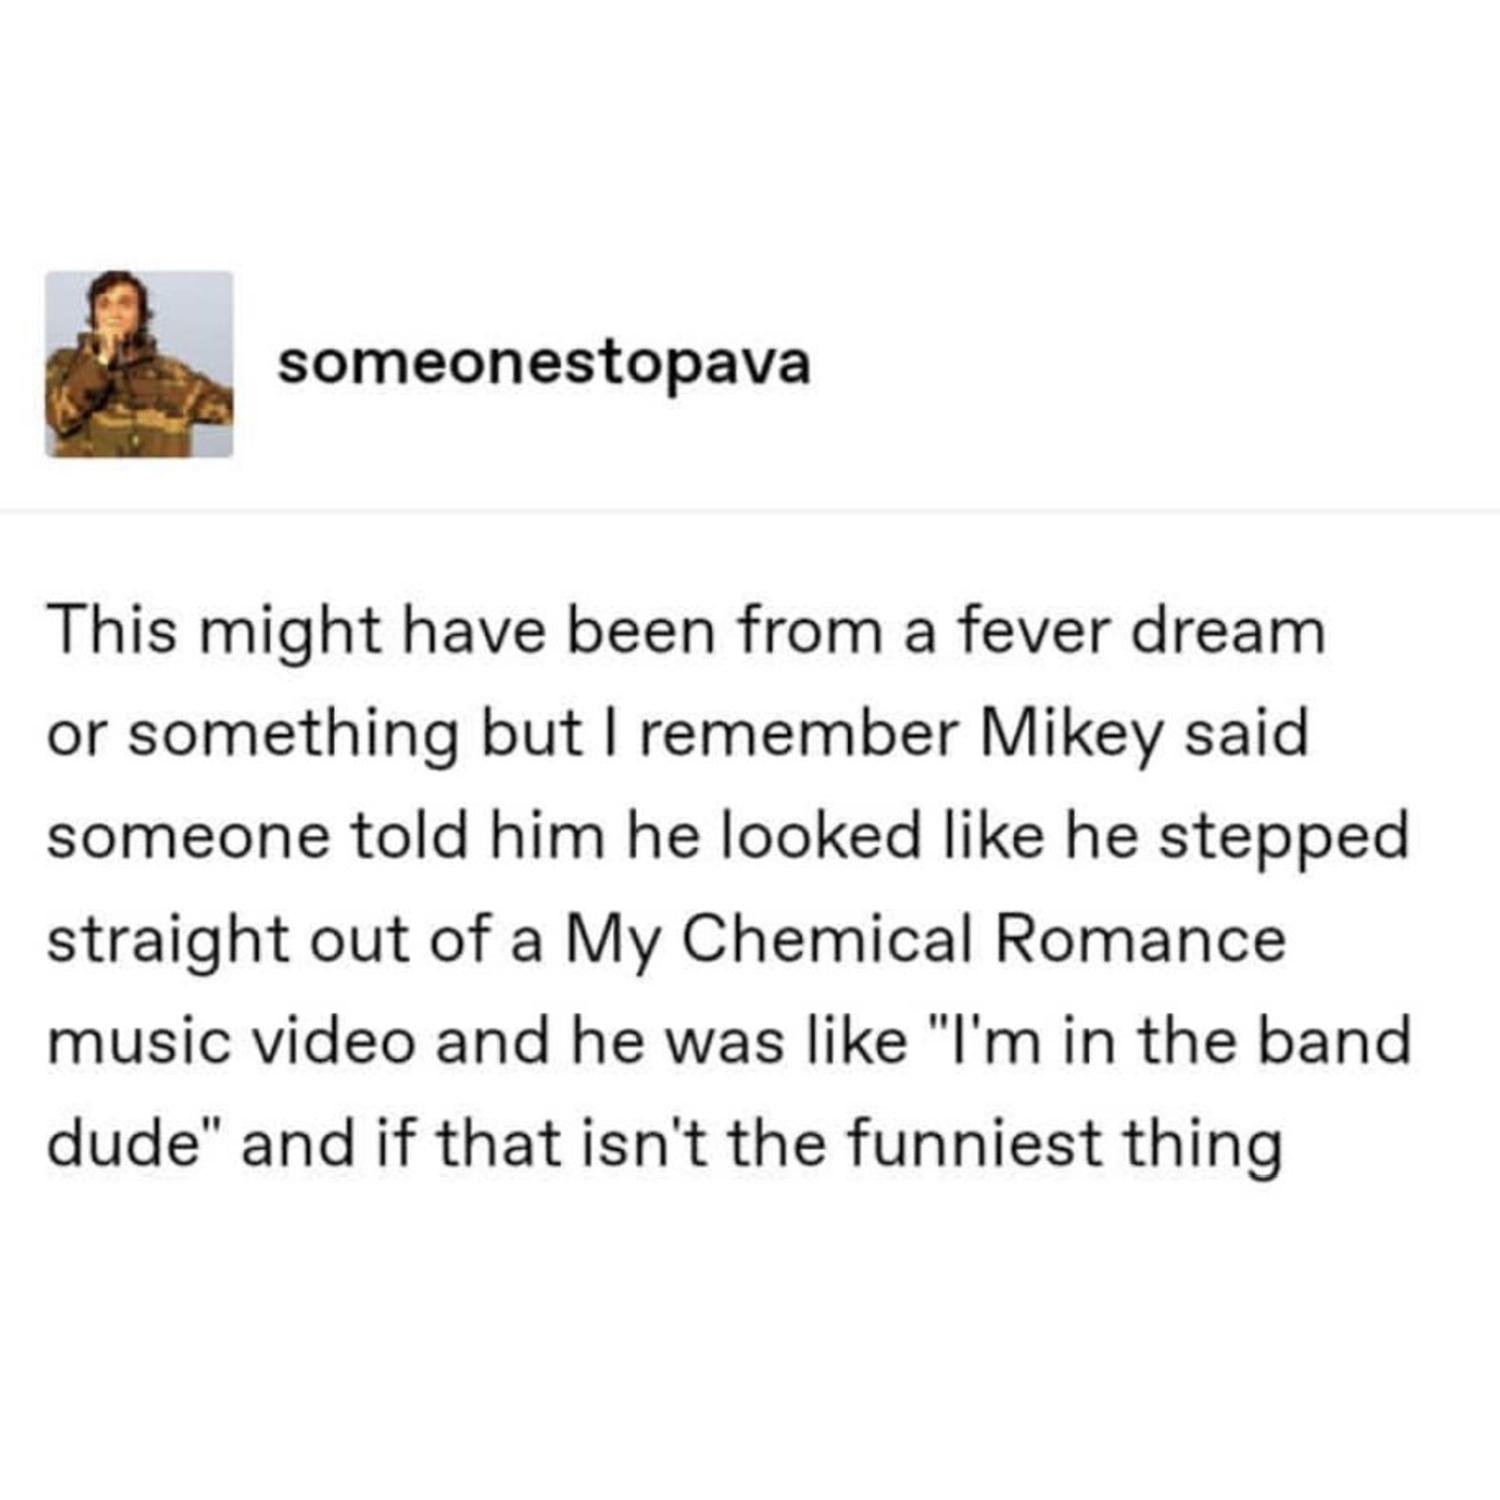 someonestopava
This might have been from a fever dream
or something but I remember Mikey said
someone told him he looked like he stepped
straight out of a My Chemical Romance
music video and he was like "I'm in the band
dude" and if that isn't the funniest thing